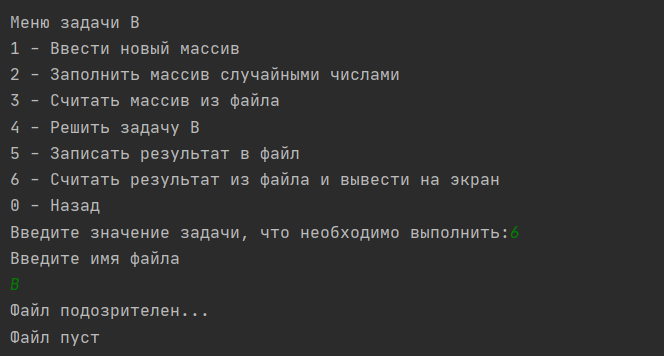 Меню задачи В
1 - Ввести новый массив
2 - Заполнить массив случайными числами
3 - Считать массив из файла
4 - Решить задачу В
5 - Записать результат в файл
6 - Считать результат из файла и вывести на экран
0 - Назад
Введите значение задачи, что необходимо выполнить:6
Введите имя файла
В
Файл подозрителен...
Файл пуст